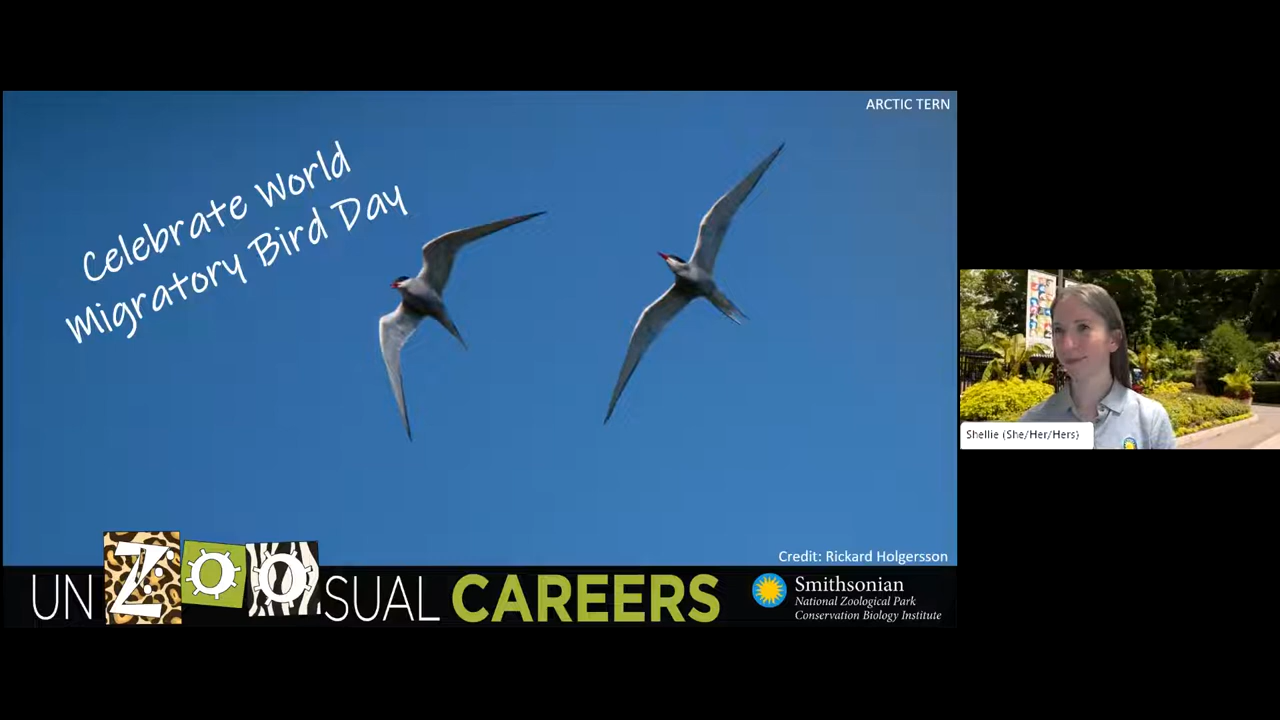 ARCTIC TERN
Celebrate World
Migratory Bird Day
Credit: Rickard Holgersson
UNZOOSUAL CAREERS
Smithsonian
National Zoological Park
Conservation Biology Institute
Shellie (She/Her/Hers)